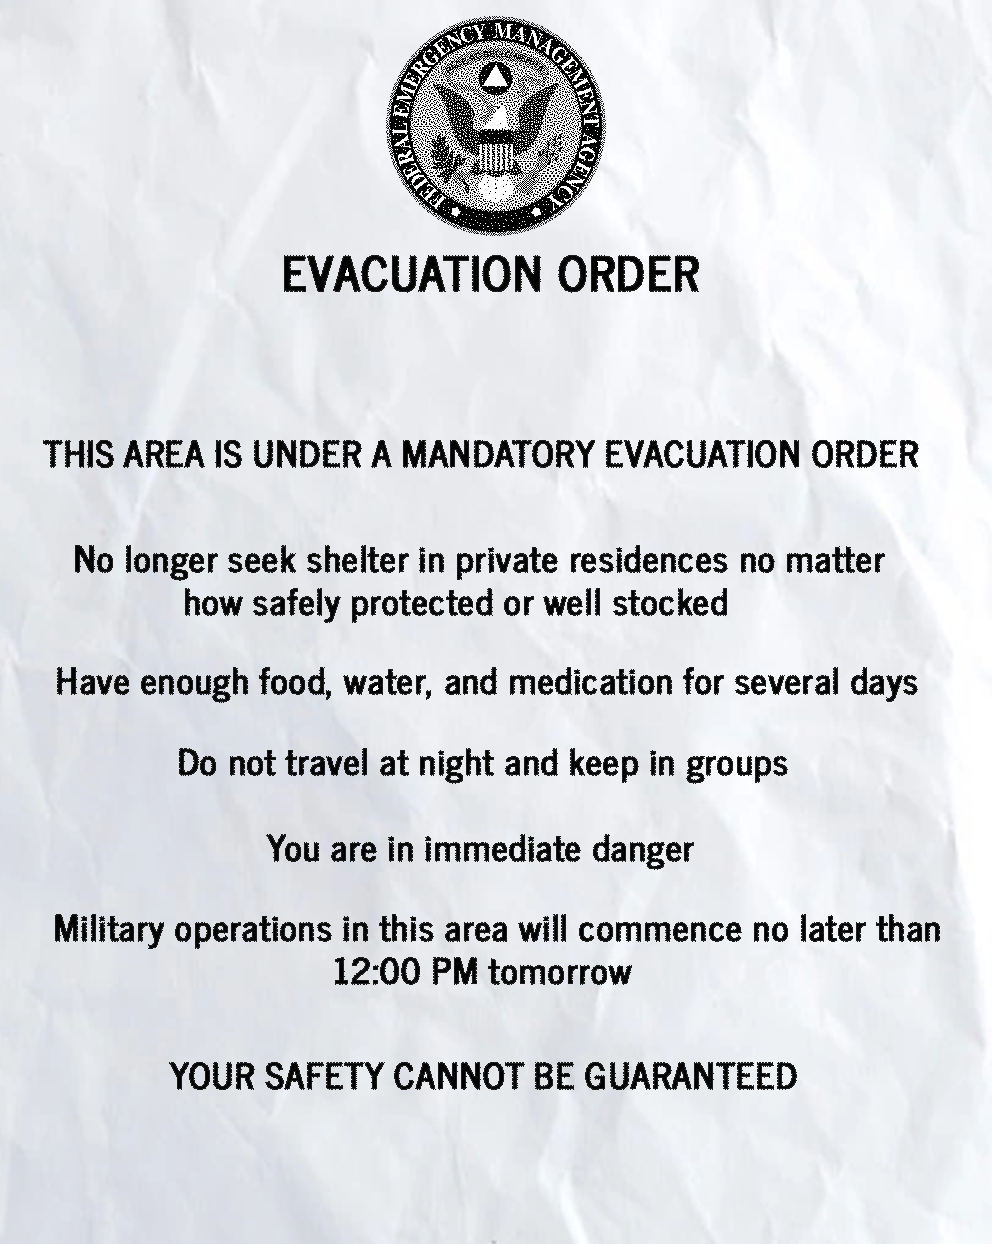 FEDERAL EMERGENCY MANAGEMENT AGENCY
EVACUATION ORDER
THIS AREA IS UNDER A MANDATORY EVACUATION ORDER
No longer seek shelter in private residences no matter
how safely protected or well stocked
Have enough food, water, and medication for several days
Do not travel at night and keep in groups
You are in immediate danger
Military operations in this area will commence no later than
12:00 PM tomorrow
YOUR SAFETY CANNOT BE GUARANTEED